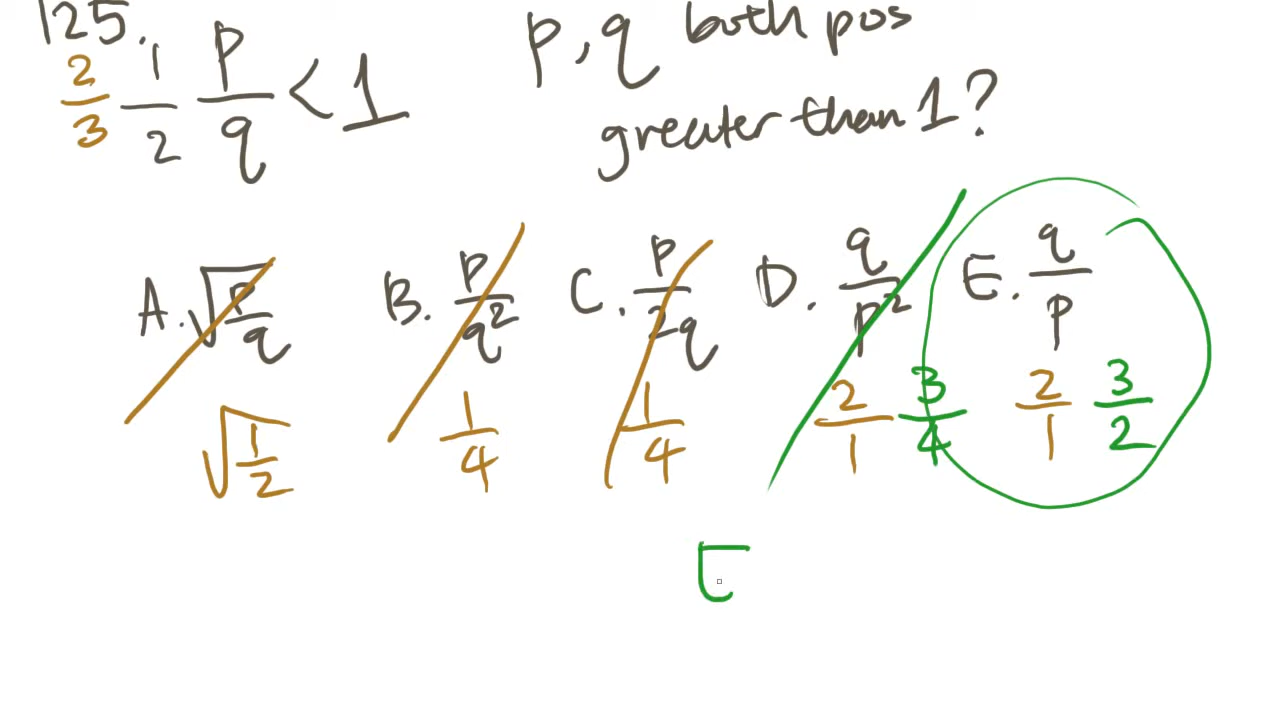 125. p/q < 1 p, q both pos
2/3 1/2 greater than 1?
A. √(p/q) B. p/q² C. p/2q D. q/p² E. q/p
√(1/2) 1/4 1/4 2/1 3/4 2/1 3/2